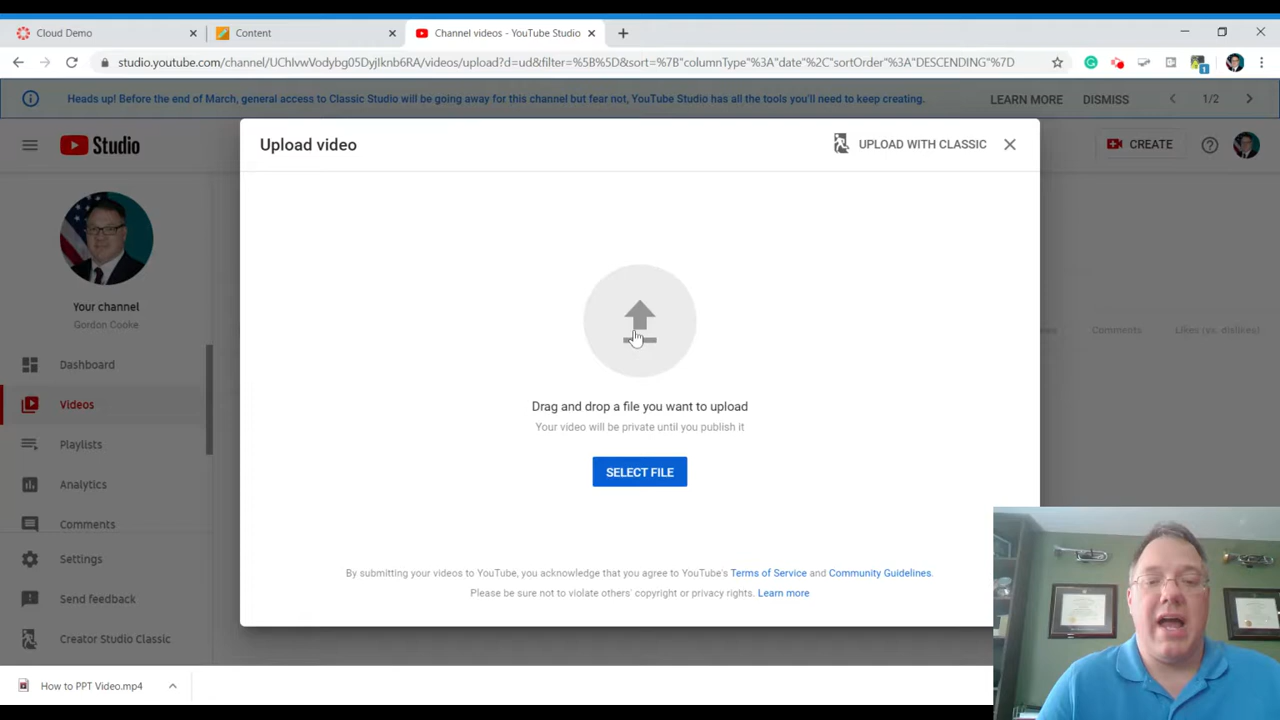 Cloud Demo
Content
Channel videos - YouTube Studio
studio.youtube.com/channel/UChIvwVodybg05DyjIknb6RA/videos/upload?d=ud&filter=%5B%5D&sort=%7B"columnType"%3A"date"%2C"sortOrder"%3A"DESCENDING"%7D
1
Heads up! Before the end of March, general access to Classic Studio will be going away for this channel but fear not, YouTube Studio has all the tools you'll need to keep creating.
LEARN MORE
DISMISS
1/2
Studio
Upload video
UPLOAD WITH CLASSIC
CREATE
Your channel
Gordon Cooke
Dashboard
Videos
Playlists
Analytics
Comments
Settings
Send feedback
Creator Studio Classic
Drag and drop a file you want to upload
Your video will be private until you publish it
SELECT FILE
By submitting your videos to YouTube, you acknowledge that you agree to YouTube's Terms of Service and Community Guidelines.
Please be sure not to violate others' copyright or privacy rights. Learn more
Comments
Likes (vs. dislikes)
How to PPT Video.mp4